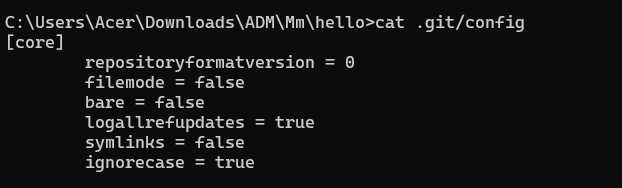 C:\Users\Acer\Downloads\ADM\Mm\hello>cat .git/config
[core]
        repositoryformatversion = 0
        filemode = false
        bare = false
        logallrefupdates = true
        symlinks = false
        ignorecase = true